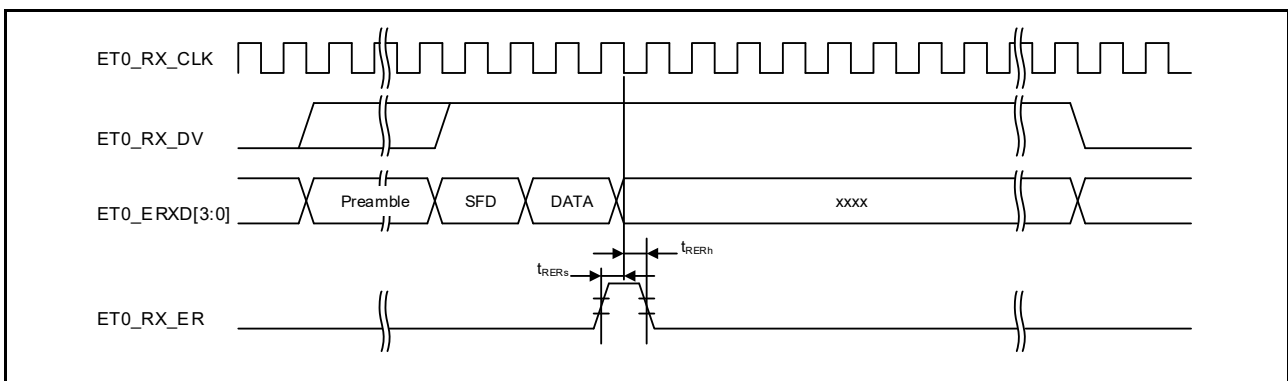 ET0_RX_CLK
ET0_RX_DV
ET0_ERXD[3:0]
Preamble SFD DATA xxxx
tRERh
tRERs
ET0_RX_ER